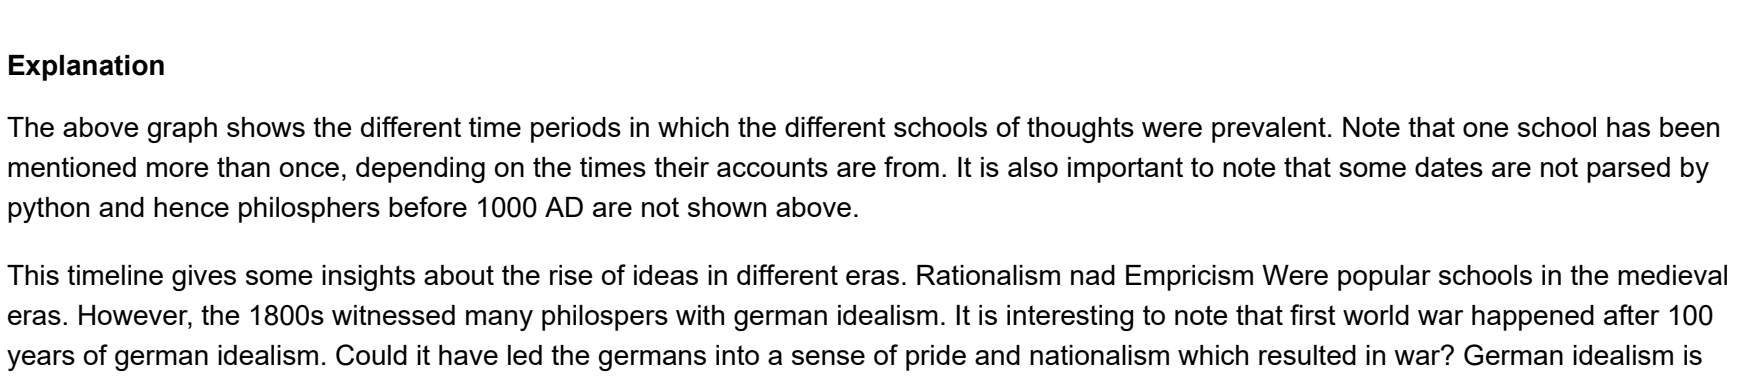 Explanation
The above graph shows the different time periods in which the different schools of thoughts were prevalent. Note that one school has been
mentioned more than once, depending on the times their accounts are from. It is also important to note that some dates are not parsed by
python and hence philosphers before 1000 AD are not shown above.
This timeline gives some insights about the rise of ideas in different eras. Rationalism nad Empricism Were popular schools in the medieval
eras. However, the 1800s witnessed many philospers with german idealism. It is interesting to note that first world war happened after 100
years of german idealism. Could it have led the germans into a sense of pride and nationalism which resulted in war? German idealism is